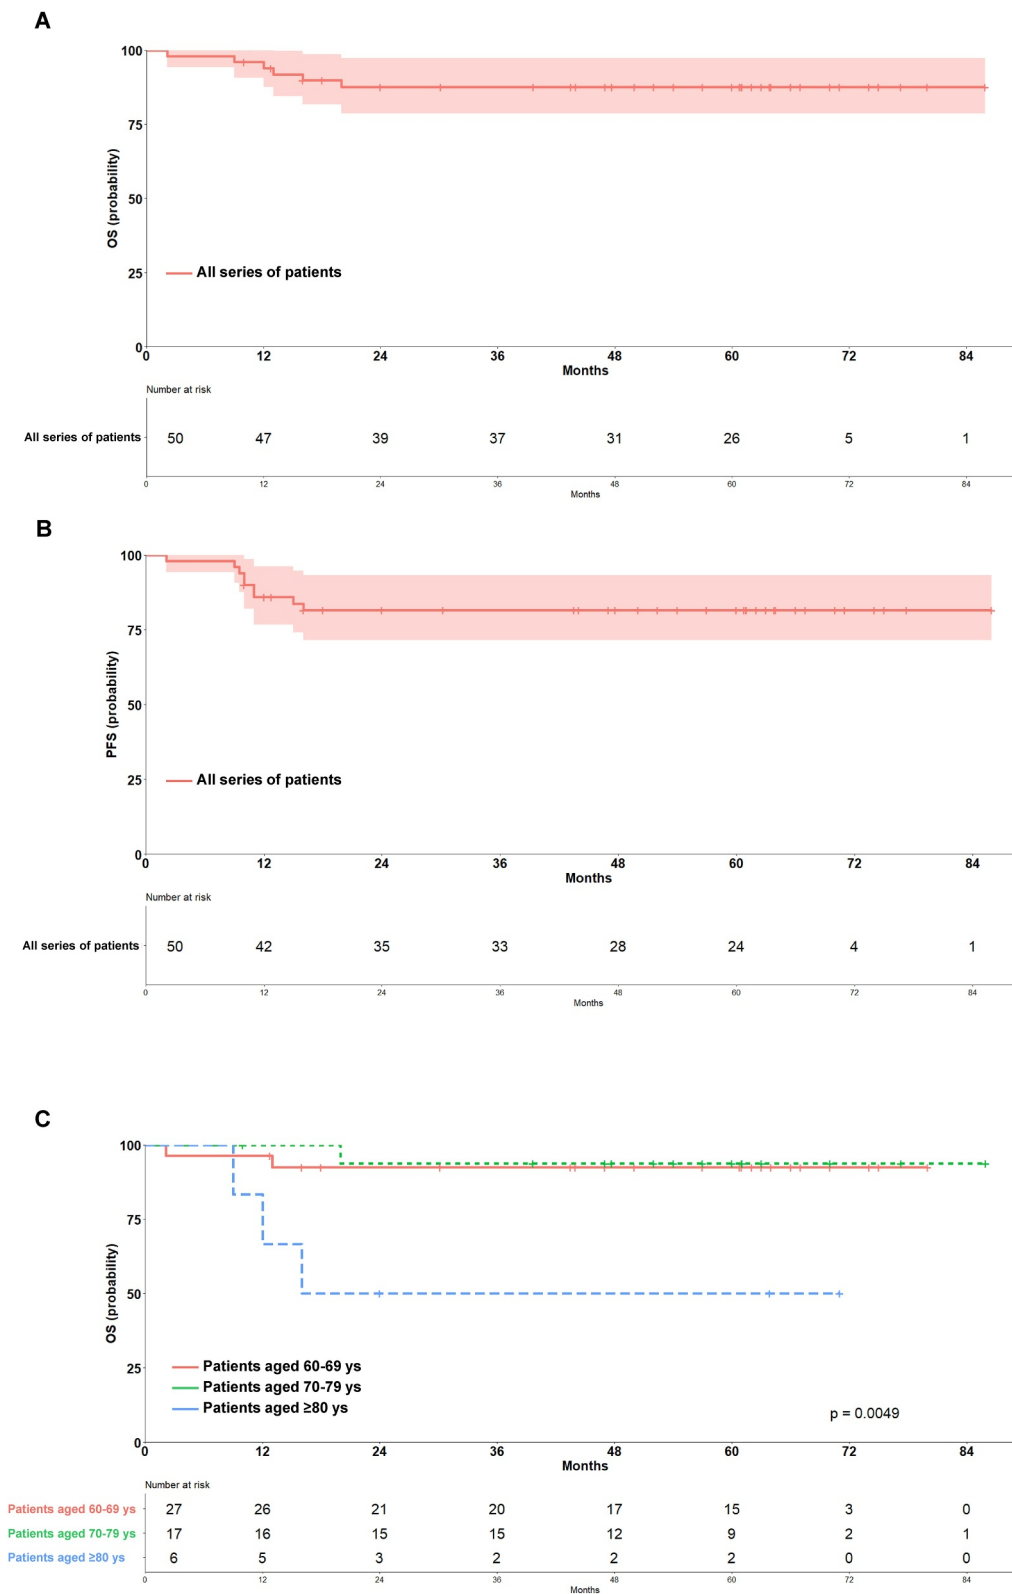 A
100
75
50
25
0
OS (probability)
All series of patients
0 12 24 36 48 60 72 84
Months
Number at risk
All series of patients 50 47 39 37 31 26 5 1
0 12 24 36 48 60 72 84
Months
B
100
75
50
25
0
PFS (probability)
All series of patients
0 12 24 36 48 60 72 84
Months
Number at risk
All series of patients 50 42 35 33 28 24 4 1
0 12 24 36 48 60 72 84
Months
C
100
75
50
25
0
OS (probability)
Patients aged 60-69 ys
Patients aged 70-79 ys
Patients aged ≥80 ys
p = 0.0049
0 12 24 36 48 60 72 84
Months
Number at risk
Patients aged 60-69 ys 27 26 21 20 17 15 3 0
Patients aged 70-79 ys 17 16 15 15 12 9 2 1
Patients aged ≥80 ys 6 5 3 2 2 2 0 0
0 12 24 36 48 60 72 84
Months